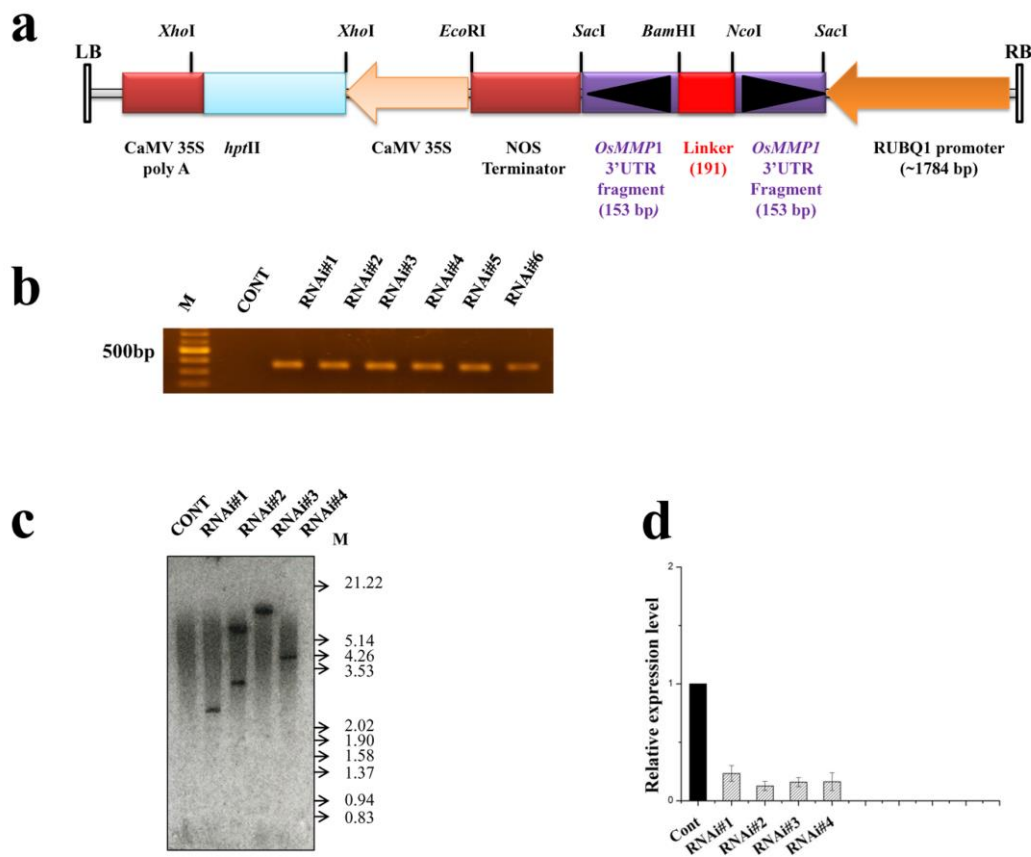 a
XhoI XhoI EcoRI SacI BamHI NcoI SacI
LB RB
CaMV 35S
poly A
hptII
CaMV 35S
NOS
Terminator
OsMMP1
3’UTR
fragment
(153 bp)
Linker
(191)
OsMMP1
3’UTR
Fragment
(153 bp)
RUBQ1 promoter
(~1784 bp)
b
M CONT RNAi#1 RNAi#2 RNAi#3 RNAi#4 RNAi#5 RNAi#6
500bp
c
CONT RNAi#1 RNAi#2 RNAi#3 RNAi#4
M
21.22
5.14
4.26
3.53
2.02
1.90
1.58
1.37
0.94
0.83
d
Relative expression level
2
1
0
Cont RNAi#1 RNAi#2 RNAi#3 RNAi#4